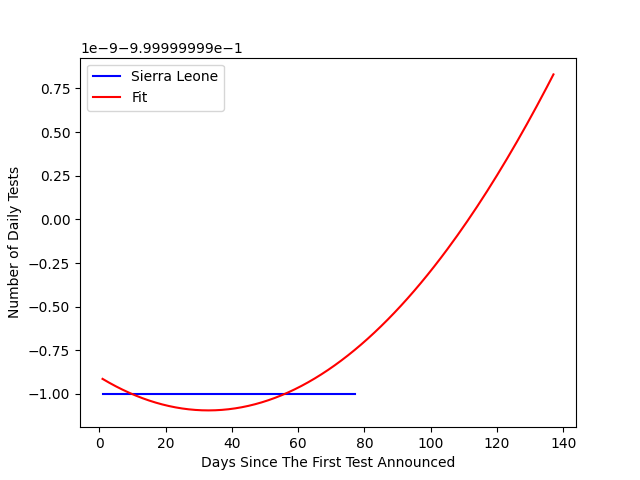 1e−9−9.99999999e−1
Sierra Leone
Fit
0.75
0.50
0.25
0.00
−0.25
−0.50
−0.75
−1.00
Number of Daily Tests
0 20 40 60 80 100 120 140
Days Since The First Test Announced